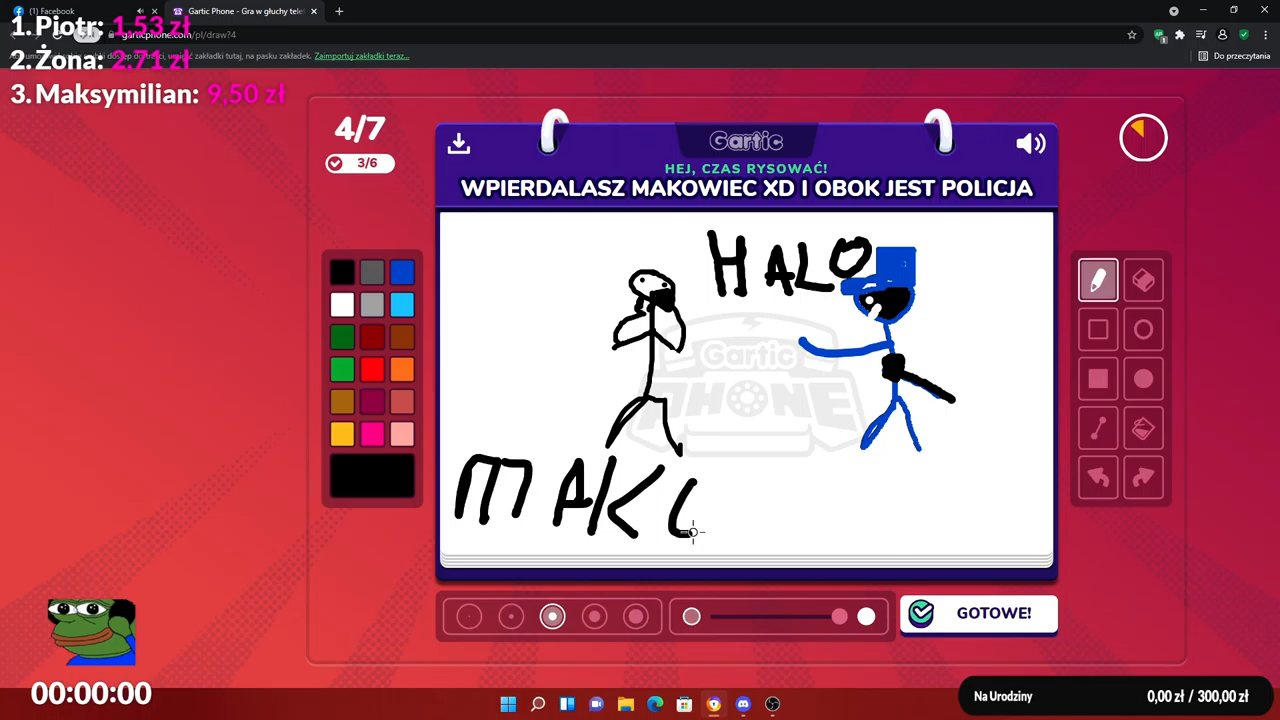 (1) Facebook
Gartic Phone - Gra w głuchy tele
garticphone.com/pl/draw?4
Zaimportuj zakładki teraz...
Do przeczytania
1. Piotr: 1,53 zł
2. Żona: 2,71 zł
3. Maksymilian: 9,50 zł
4/7
3/6
Gartic
HEJ, CZAS RYSOWAĆ!
WPIERDALASZ MAKOWIEC XD I OBOK JEST POLICJA
HALO
Gartic
PHONE
MAK
GOTOWE!
00:00:00
Na Urodziny 0,00 zł / 300,00 zł